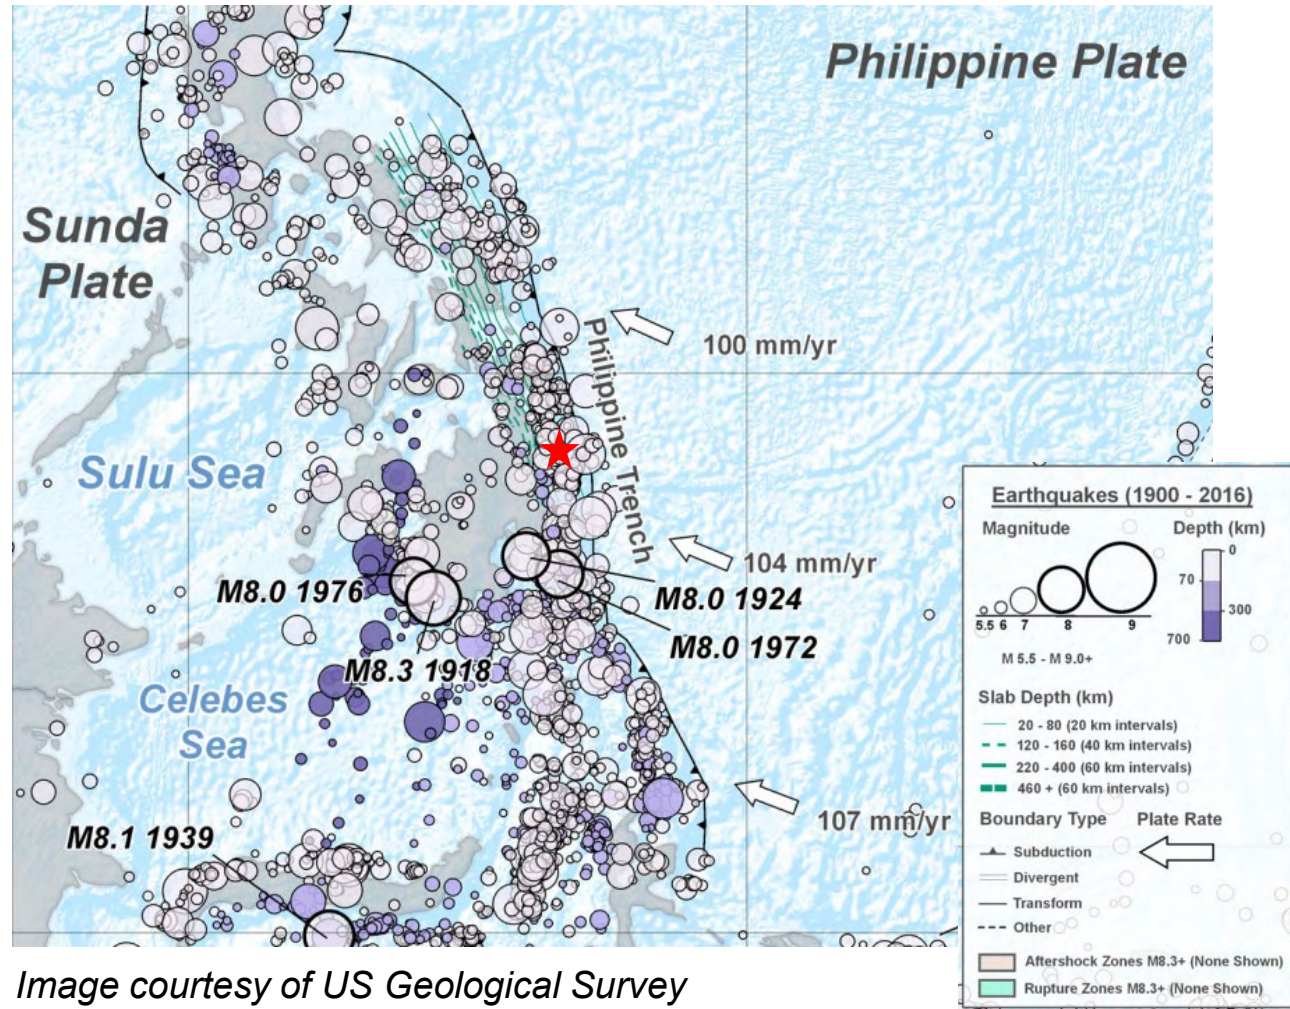 Philippine Plate
Sunda
Plate
100 mm/yr
Philippine Trench
Sulu Sea
104 mm/yr
M8.0 1976
M8.0 1924
M8.0 1972
M8.3 1918
Celebes
Sea
107 mm/yr
M8.1 1939
Earthquakes (1900 - 2016)
Magnitude
Depth (km)
0
70
300
700
5.5 6 7 8 9
M 5.5 - M 9.0+
Slab Depth (km)
20 - 80 (20 km intervals)
120 - 160 (40 km intervals)
220 - 400 (60 km intervals)
460 + (60 km intervals)
Boundary Type Plate Rate
Subduction
Divergent
Transform
Other
Aftershock Zones M8.3+ (None Shown)
Rupture Zones M8.3+ (None Shown)
Image courtesy of US Geological Survey